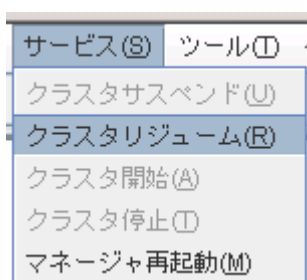 サービス(S) ツール(T)
クラスタサスペンド(U)
クラスタリジューム(R)
クラスタ開始(A)
クラスタ停止(T)
マネージャ再起動(M)